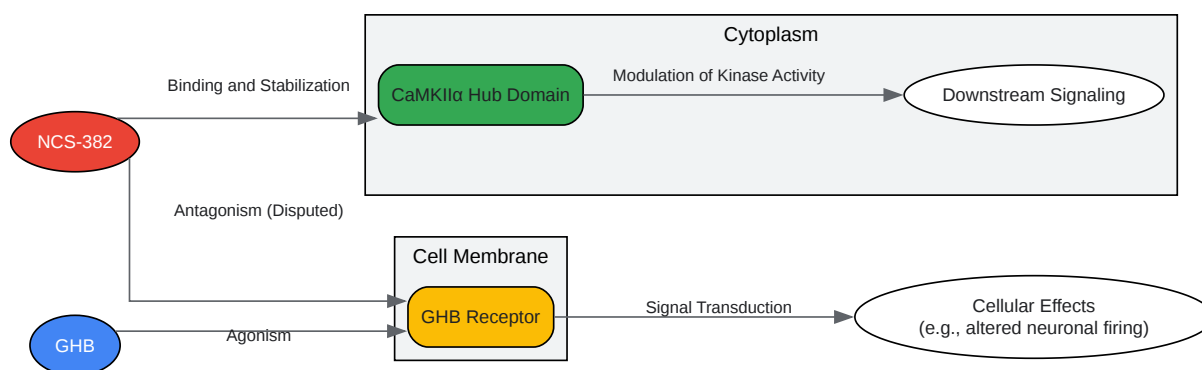 Cytoplasm
Binding and Stabilization
CaMKIIα Hub Domain
Modulation of Kinase Activity
Downstream Signaling
NCS-382
Antagonism (Disputed)
Cell Membrane
GHB Receptor
Signal Transduction
Cellular Effects
(e.g., altered neuronal firing)
GHB
Agonism